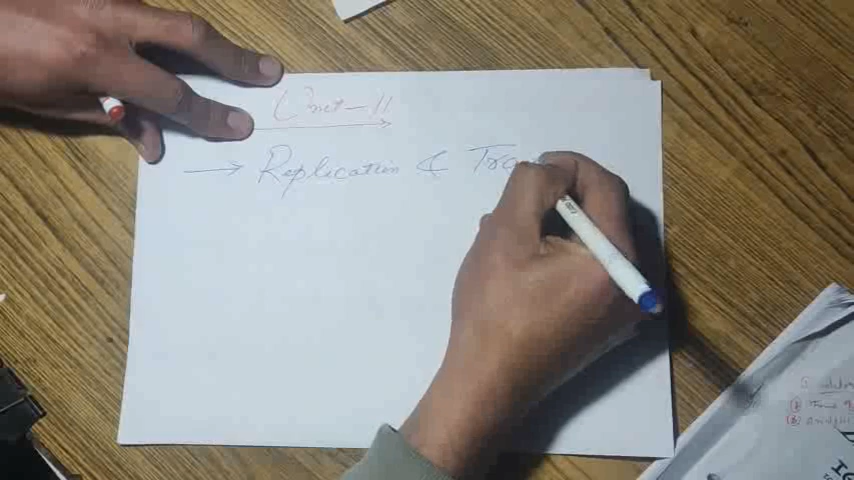 Unit-II
→ Replication & Tra